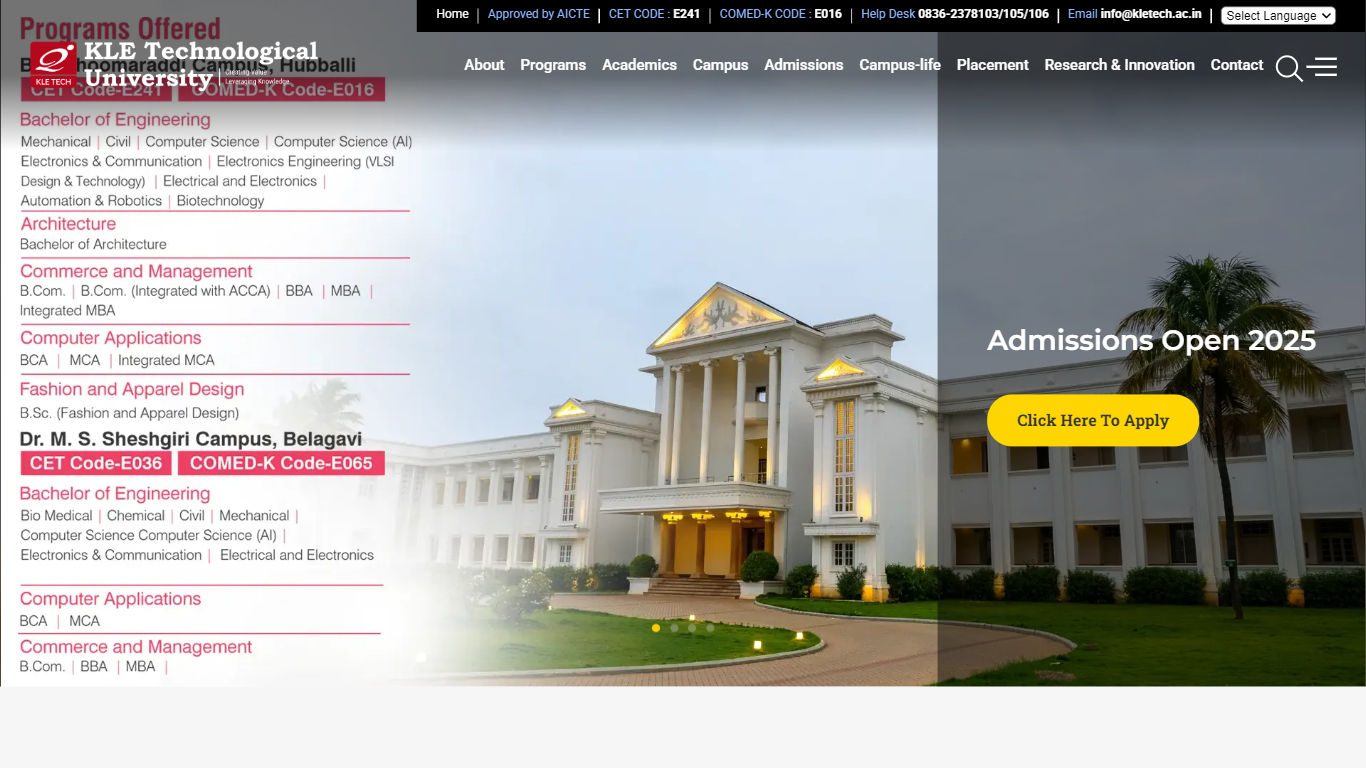 Home | Approved by AICTE | CET CODE : E241 | COMED-K CODE : E016 | Help Desk 0836-2378103/105/106 | Email info@kletech.ac.in | Select Language
Programs Offered
KLE TECH
KLE Technological
University
Creating Value
Leveraging Knowledge
About Programs Academics Campus Admissions Campus-life Placement Research & Innovation Contact
Campus, Hubballi
CET Code-E241 COMED-K Code-E016
Bachelor of Engineering
Mechanical | Civil | Computer Science | Computer Science (AI)
Electronics & Communication | Electronics Engineering (VLSI
Design & Technology) | Electrical and Electronics |
Automation & Robotics | Biotechnology
Architecture
Bachelor of Architecture
Commerce and Management
B.Com. | B.Com. (Integrated with ACCA) | BBA | MBA |
Integrated MBA
Computer Applications
BCA | MCA | Integrated MCA
Fashion and Apparel Design
B.Sc. (Fashion and Apparel Design)
Dr. M. S. Sheshgiri Campus, Belagavi
CET Code-E036 COMED-K Code-E065
Bachelor of Engineering
Bio Medical | Chemical | Civil | Mechanical |
Computer Science Computer Science (AI) |
Electronics & Communication | Electrical and Electronics
Computer Applications
BCA | MCA
Commerce and Management
B.Com. | BBA | MBA |
Admissions Open 2025
Click Here To Apply